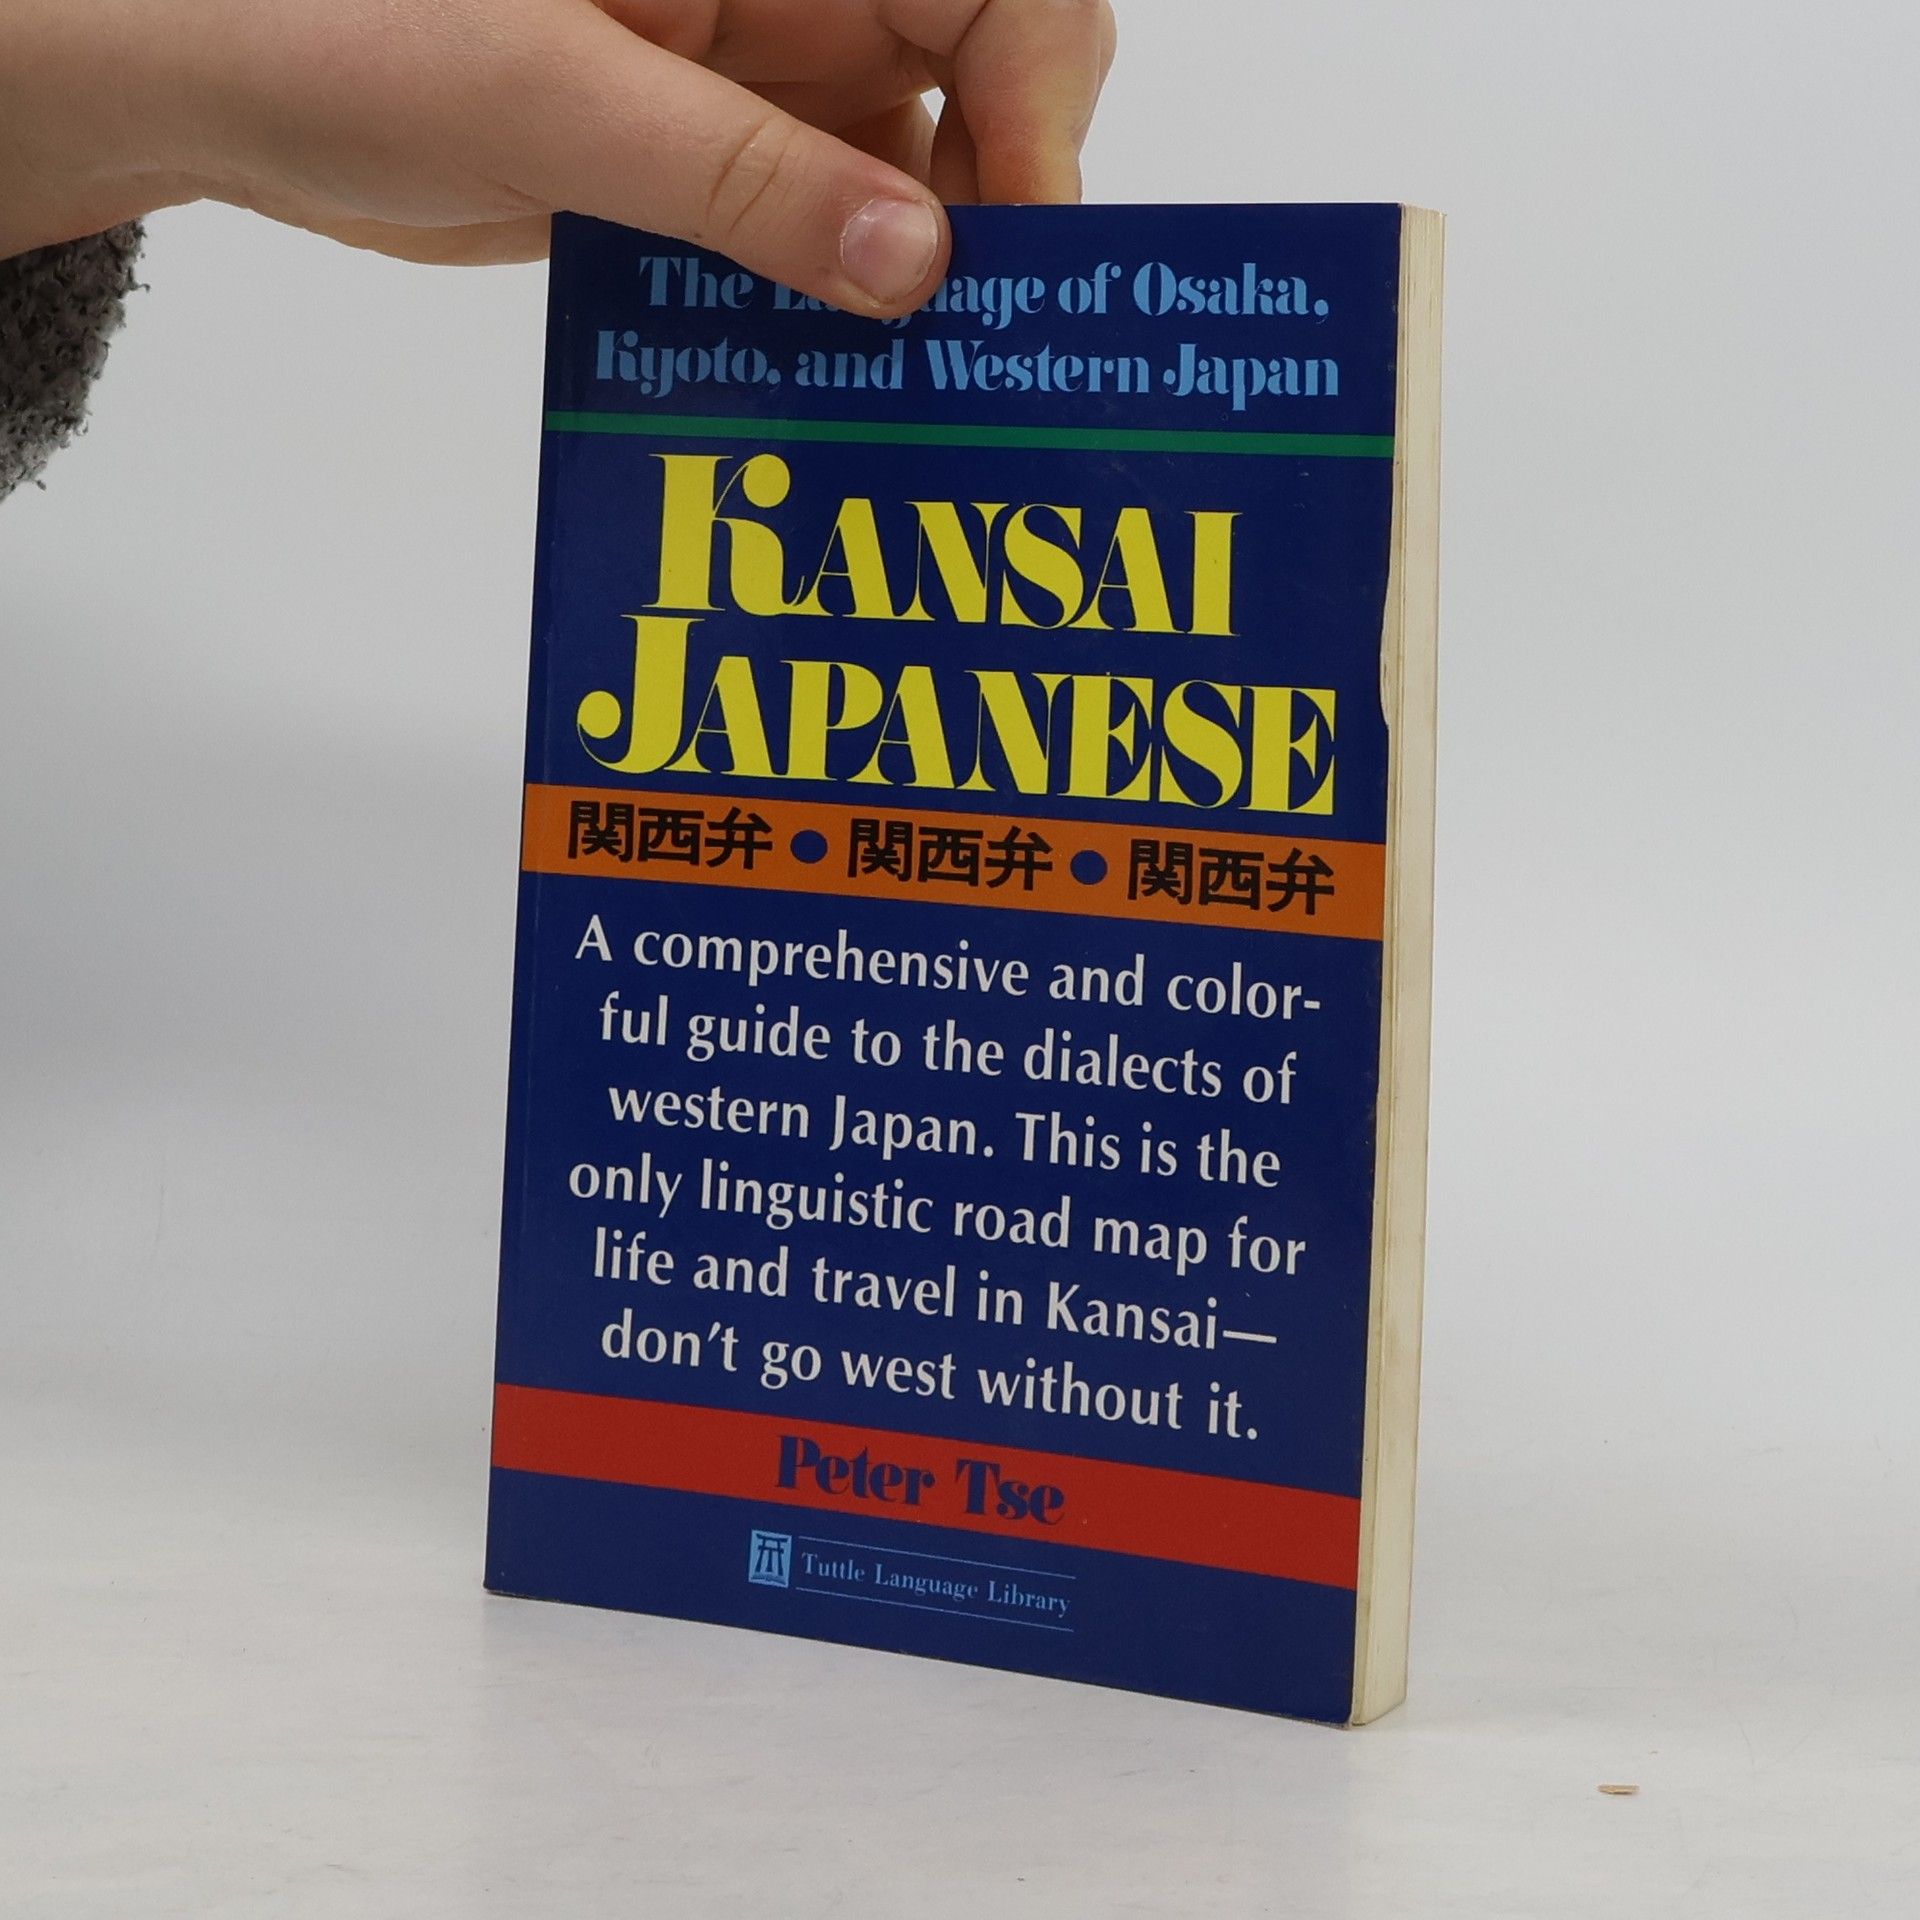 The Language of Osaka,
Kyoto, and Western Japan
KANSAI
JAPANESE
関西弁●関西弁●関西弁
A comprehensive and color-
ful guide to the dialects of
western Japan. This is the
only linguistic road map for
life and travel in Kansai—
don't go west without it.
Peter Tse
Tuttle Language Library